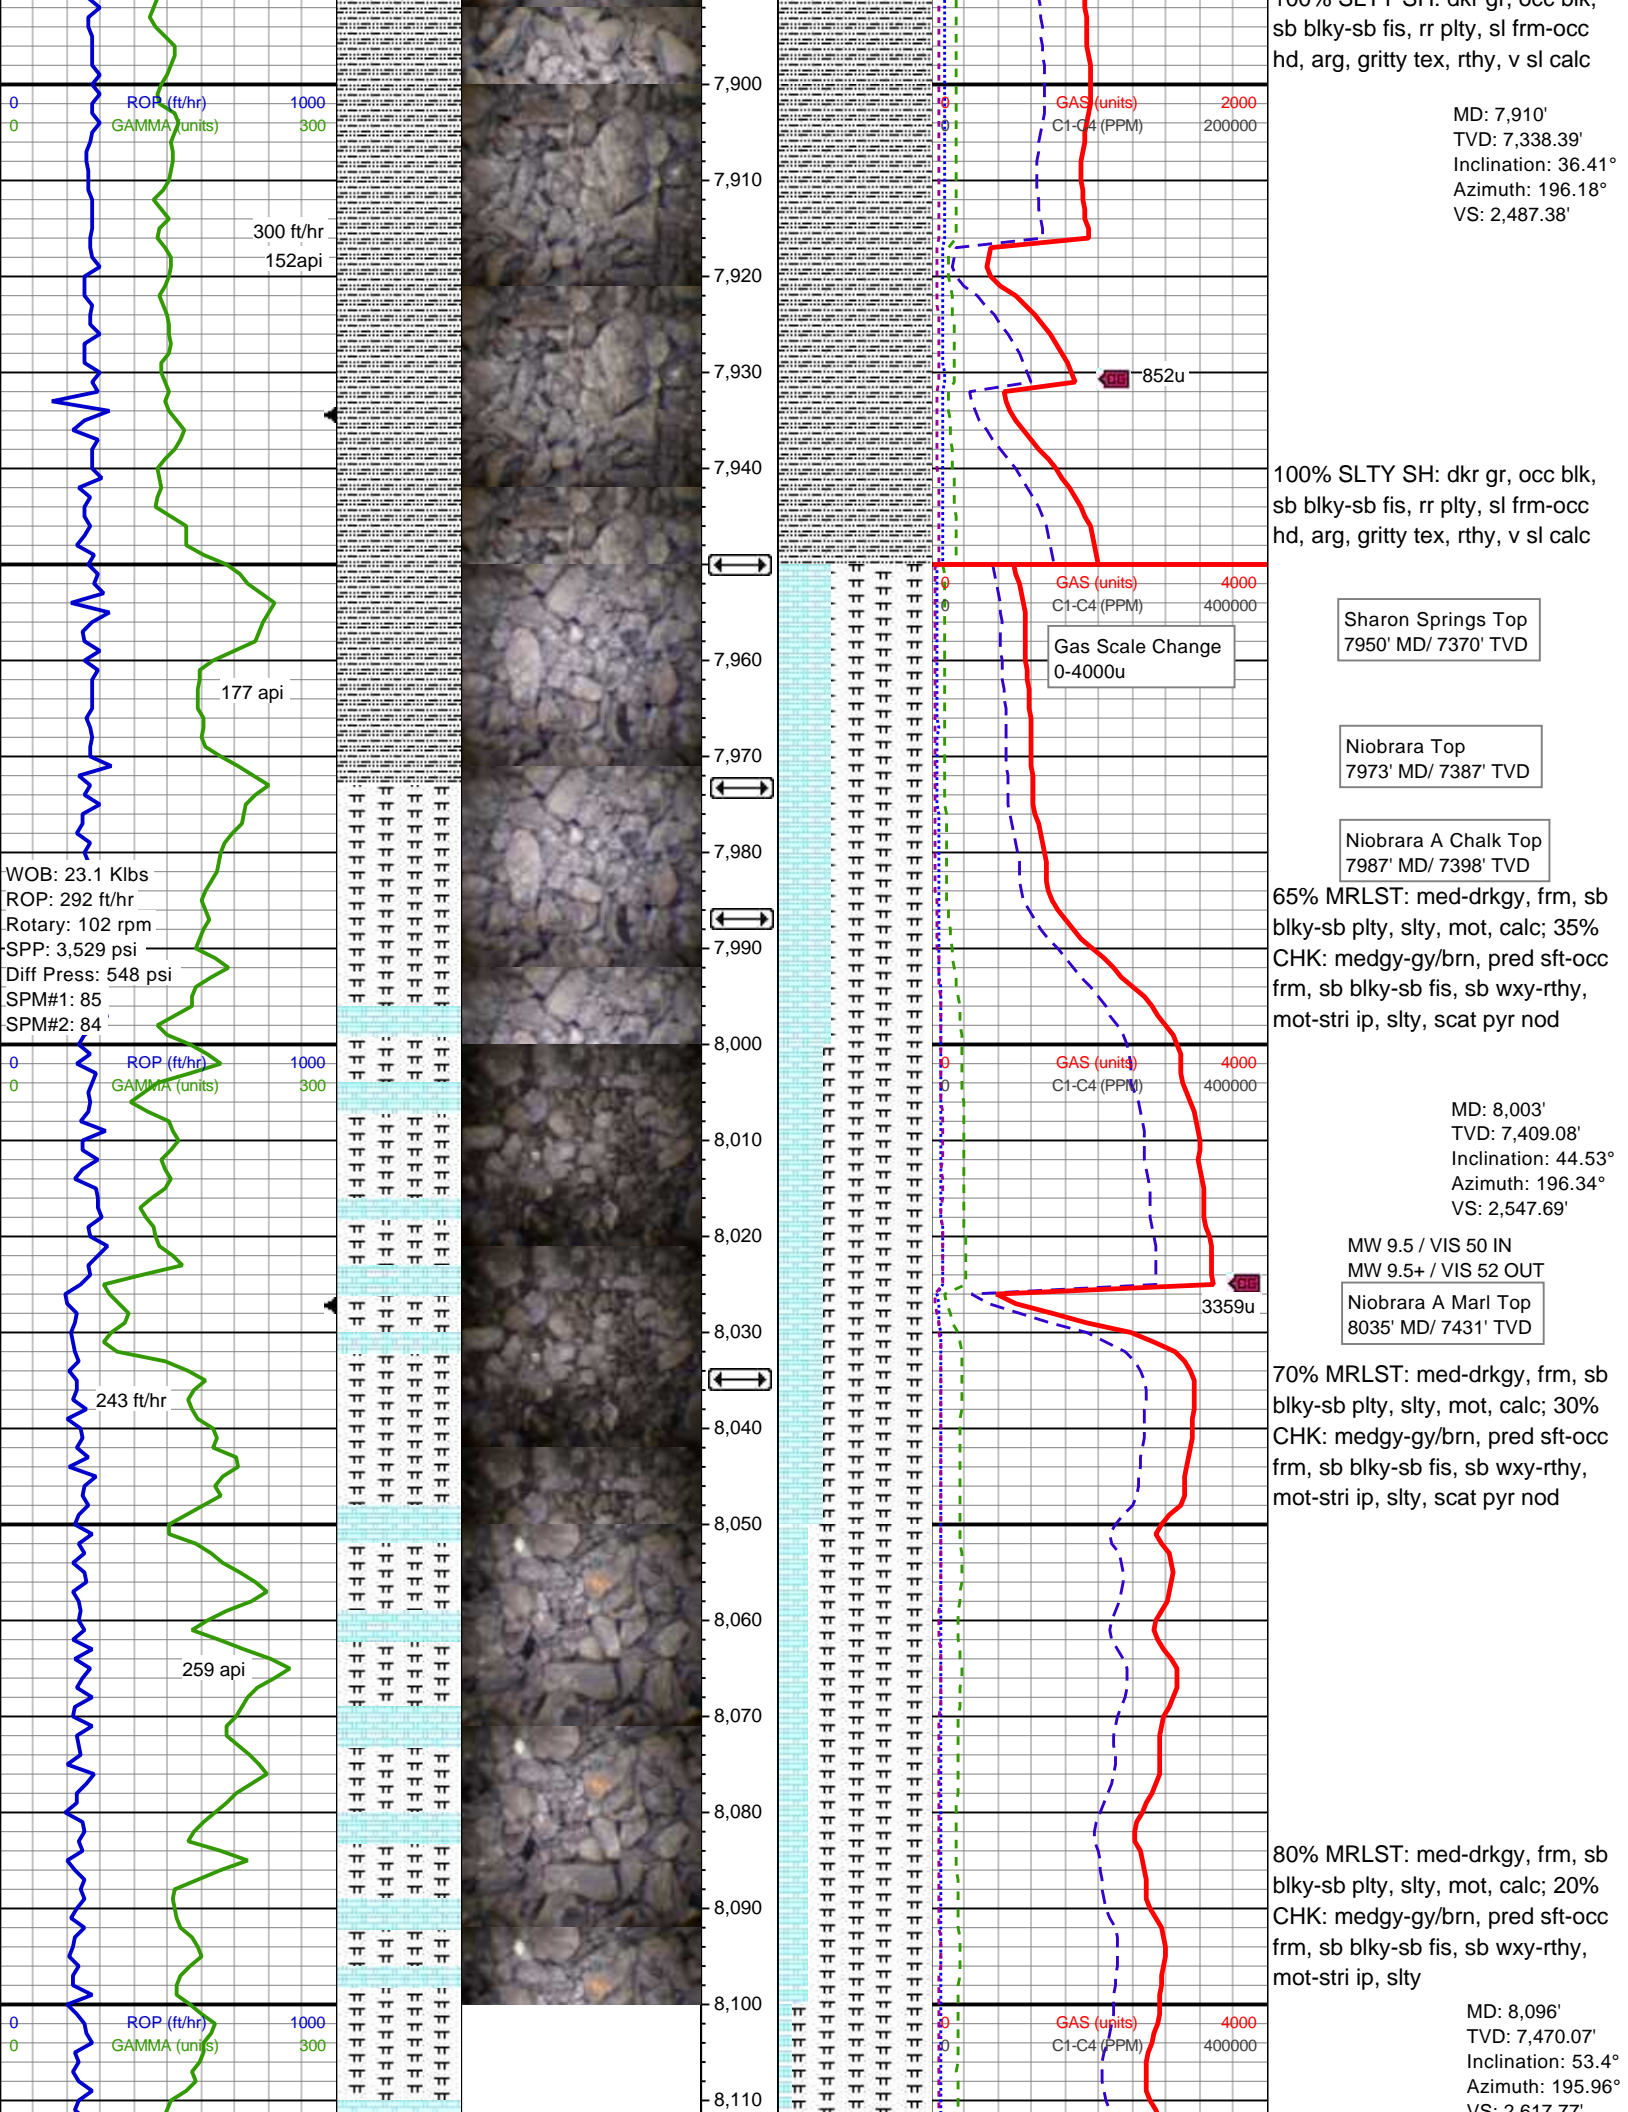 100% SLTY SH: dkr gr, occ blk,
sb blky-sb fis, rr plty, sl frm-occ
hd, arg, gritty tex, rthy, v sl calc
7,900
0 ROP (ft/hr) 1000
0 GAMMA (units) 300
0 GAS (units) 2000
0 C1-C4 (PPM) 200000
MD: 7,910'
TVD: 7,338.39'
Inclination: 36.41°
Azimuth: 196.18°
VS: 2,487.38'
7,910
300 ft/hr
152api
7,920
7,930
OG 852u
7,940
100% SLTY SH: dkr gr, occ blk,
sb blky-sb fis, rr plty, sl frm-occ
hd, arg, gritty tex, rthy, v sl calc
0 GAS (units) 4000
0 C1-C4 (PPM) 400000
Sharon Springs Top
7950' MD/ 7370' TVD
Gas Scale Change
0-4000u
7,960
177 api
7,970
Niobrara Top
7973' MD/ 7387' TVD
Niobrara A Chalk Top
7987' MD/ 7398' TVD
7,980
WOB: 23.1 Klbs
ROP: 292 ft/hr
Rotary: 102 rpm
SPP: 3,529 psi
Diff Press: 548 psi
SPM#1: 85
SPM#2: 84
65% MRLST: med-drkgy, frm, sb
blky-sb plty, slty, mot, calc; 35%
CHK: medgy-gy/brn, pred sft-occ
frm, sb blky-sb fis, sb wxy-rthy,
mot-stri ip, slty, scat pyr nod
7,990
8,000
0 ROP (ft/hr) 1000
0 GAMMA (units) 300
0 GAS (units) 4000
0 C1-C4 (PPM) 400000
MD: 8,003'
TVD: 7,409.08'
Inclination: 44.53°
Azimuth: 196.34°
VS: 2,547.69'
8,010
8,020
MW 9.5 / VIS 50 IN
MW 9.5+ / VIS 52 OUT
OG
3359u
Niobrara A Marl Top
8035' MD/ 7431' TVD
8,030
243 ft/hr
70% MRLST: med-drkgy, frm, sb
blky-sb plty, slty, mot, calc; 30%
CHK: medgy-gy/brn, pred sft-occ
frm, sb blky-sb fis, sb wxy-rthy,
mot-stri ip, slty, scat pyr nod
8,040
8,050
8,060
259 api
8,070
8,080
80% MRLST: med-drkgy, frm, sb
blky-sb plty, slty, mot, calc; 20%
CHK: medgy-gy/brn, pred sft-occ
frm, sb blky-sb fis, sb wxy-rthy,
mot-stri ip, slty
8,090
8,100
0 ROP (ft/hr) 1000
0 GAMMA (units) 300
0 GAS (units) 4000
0 C1-C4 (PPM) 400000
MD: 8,096'
TVD: 7,470.07'
Inclination: 53.4°
Azimuth: 195.96°
VS: 2,617.77'
8,110